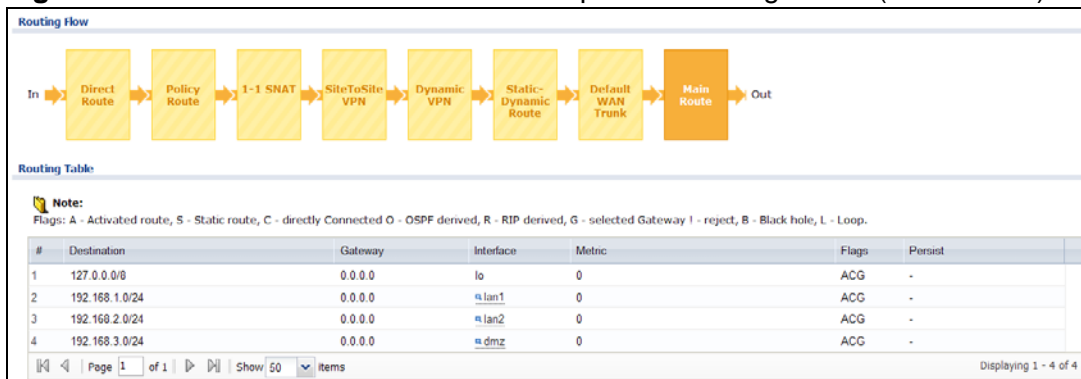 Routing Flow
In Direct Route Policy Route 1-1 SNAT SiteToSite VPN Dynamic VPN Static-Dynamic Route Default WAN Trunk Main Route Out
Routing Table
Note:
Flags: A - Activated route, S - Static route, C - directly Connected O - OSPF derived, R - RIP derived, G - selected Gateway ! - reject, B - Black hole, L - Loop.
# Destination Gateway Interface Metric Flags Persist
1 127.0.0.0/8 0.0.0.0 lo 0 ACG -
2 192.168.1.0/24 0.0.0.0 lan1 0 ACG -
3 192.168.2.0/24 0.0.0.0 lan2 0 ACG -
4 192.168.3.0/24 0.0.0.0 dmz 0 ACG -
Page 1 of 1 Show 50 items Displaying 1 - 4 of 4